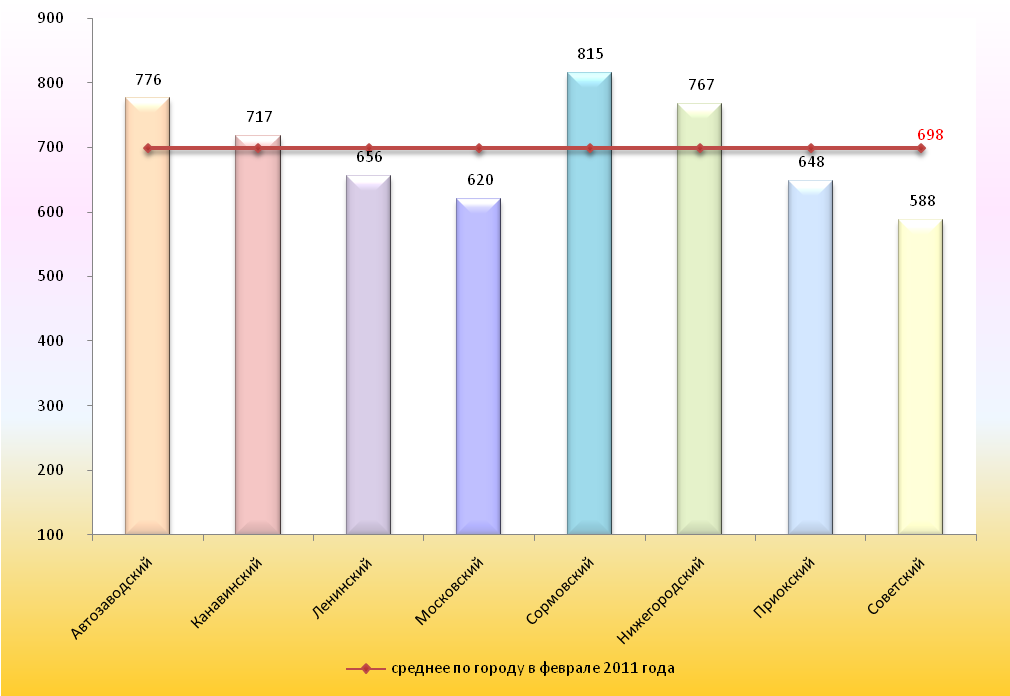 900
800
700
600
500
400
300
200
100
776
717
656
620
815
767
648
588
698
Автозаводский
Канавинский
Ленинский
Московский
Сормовский
Нижегородский
Приокский
Советский
среднее по городу в феврале 2011 года